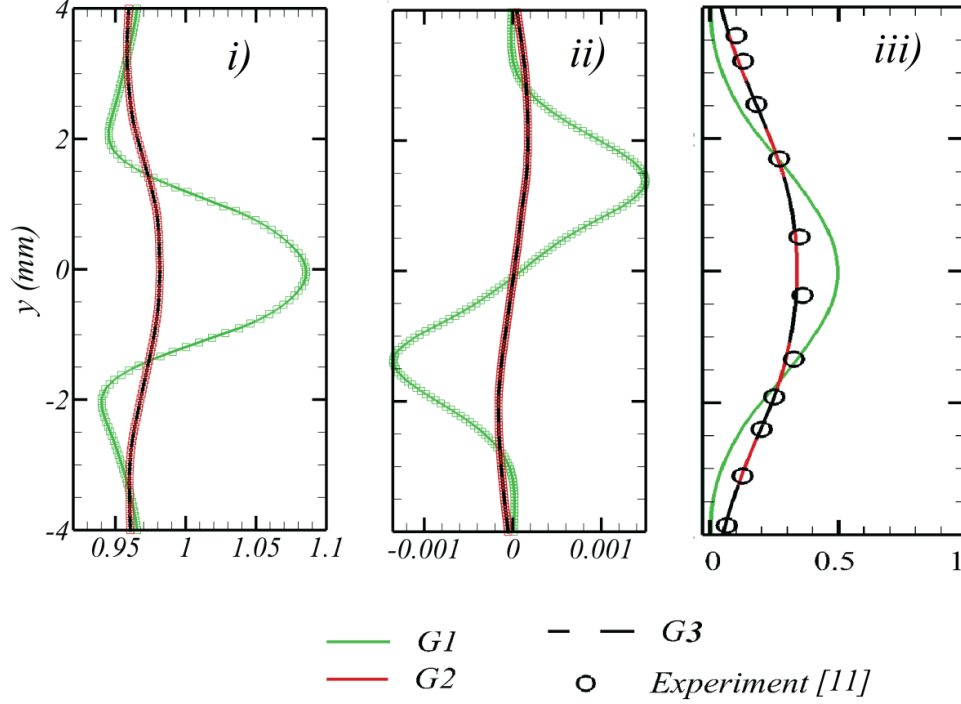 i)
ii)
iii)
4
2
0
-2
-4
y (mm)
0.95 1 1.05 1.1
-0.001 0 0.001
0 0.5 1
G1
G2
G3
Experiment [11]